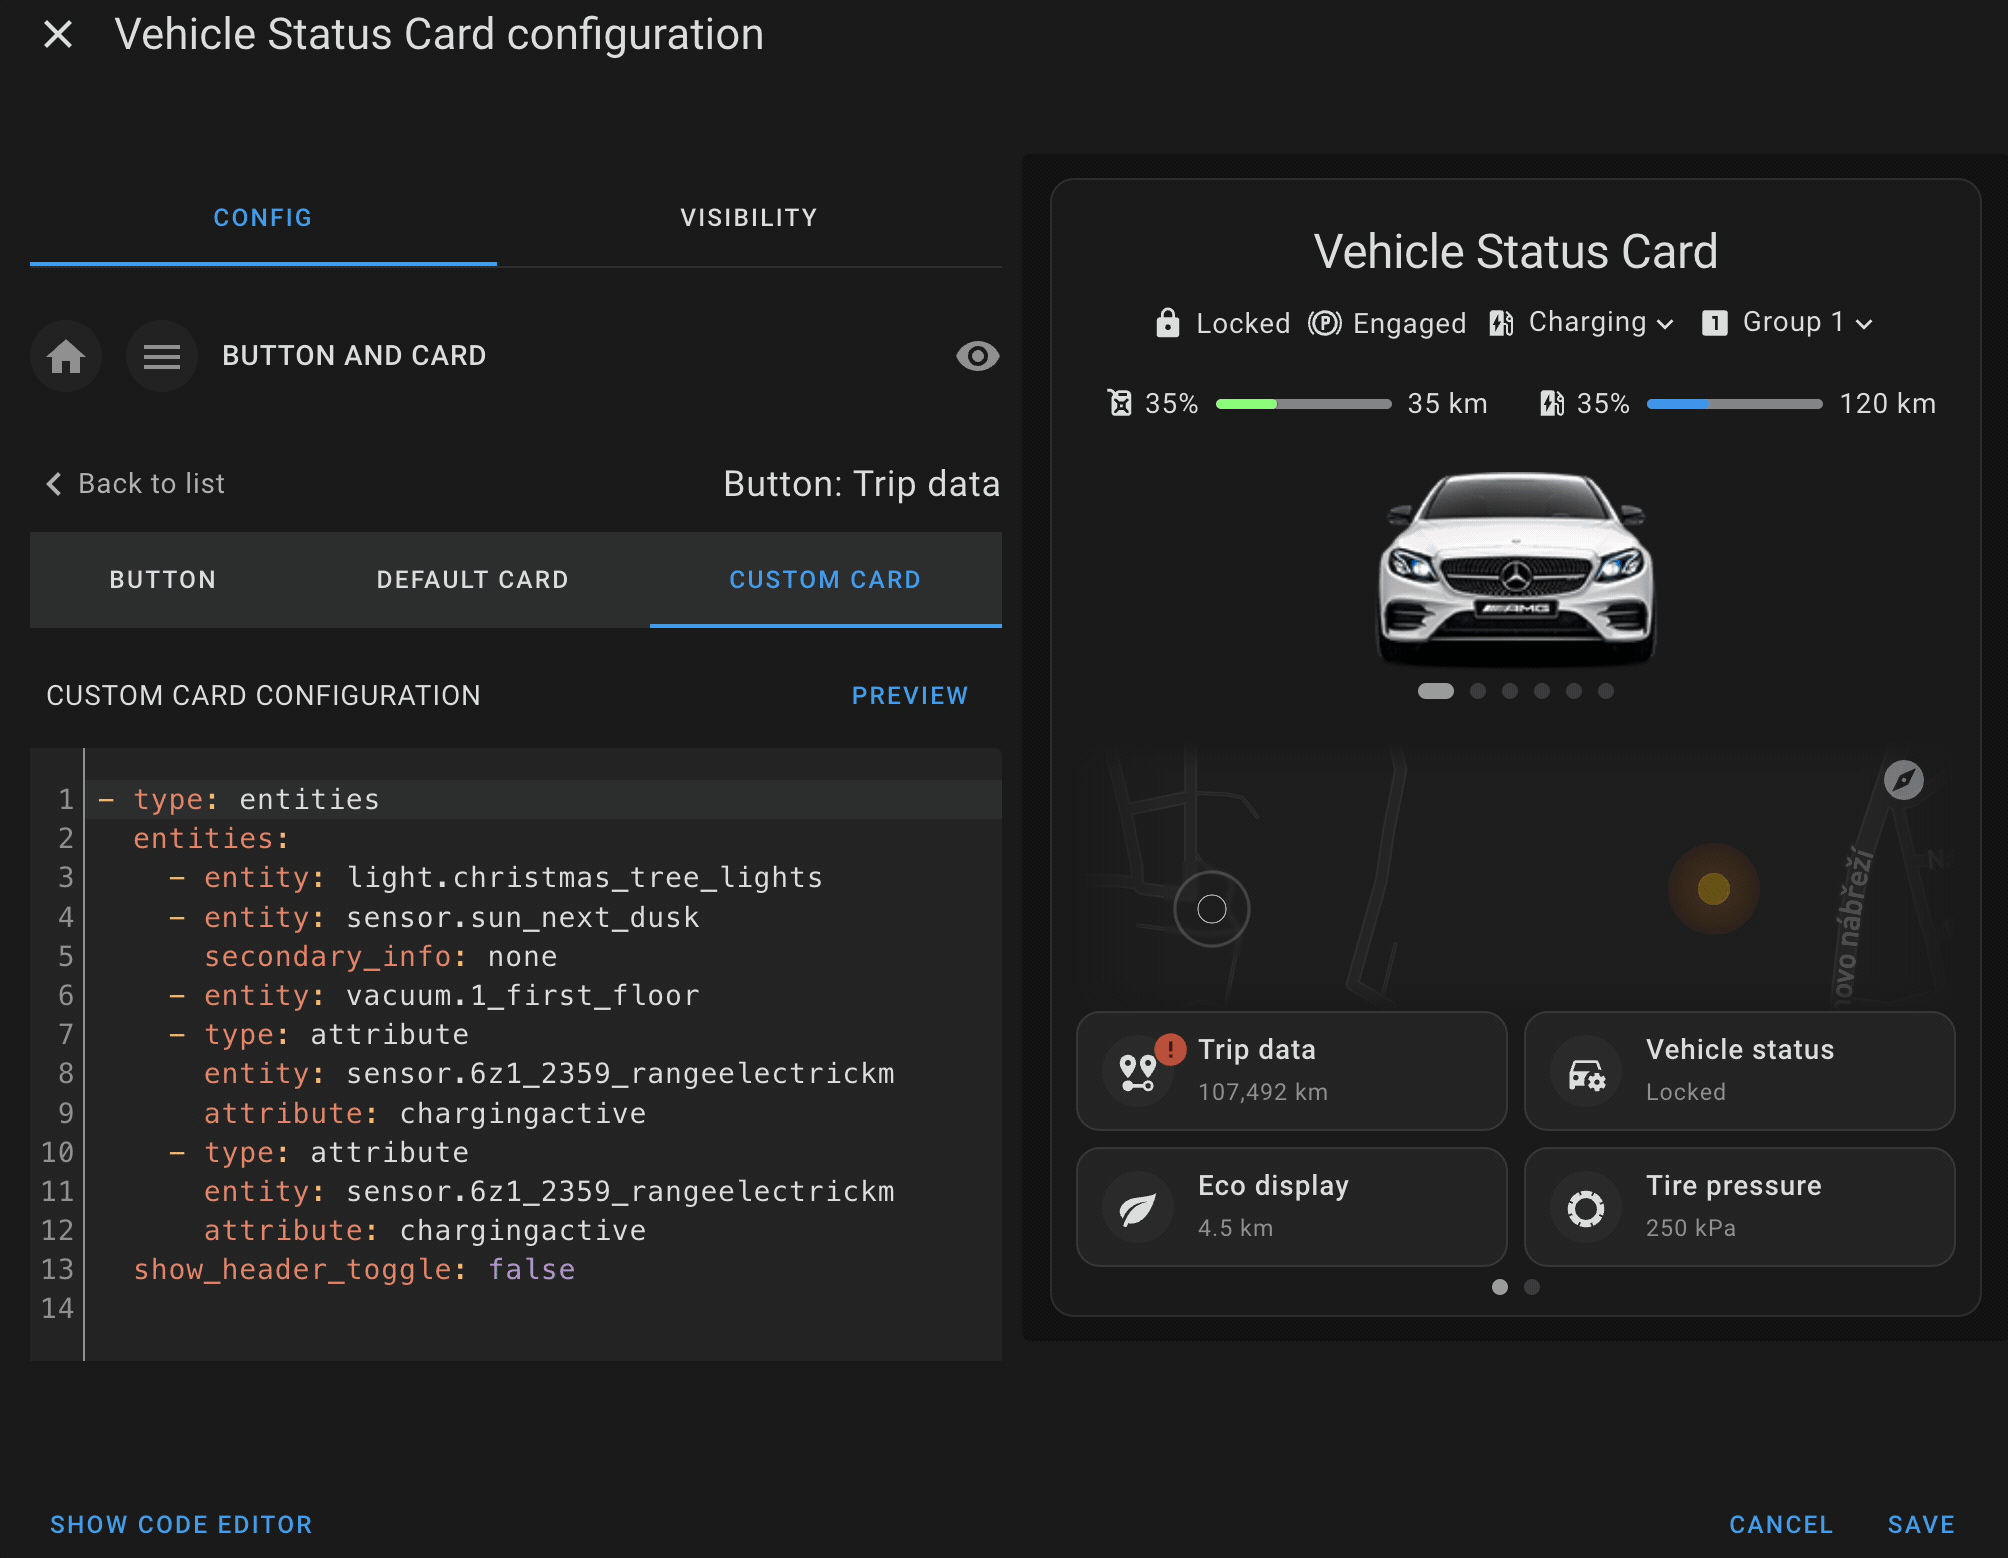 Vehicle Status Card configuration
CONFIG
VISIBILITY
BUTTON AND CARD
Back to list
Button: Trip data
BUTTON
DEFAULT CARD
CUSTOM CARD
CUSTOM CARD CONFIGURATION
PREVIEW
1 - type: entities
2 entities:
3 - entity: light.christmas_tree_lights
4 - entity: sensor.sun_next_dusk
5 secondary_info: none
6 - entity: vacuum.1_first_floor
7 - type: attribute
8 entity: sensor.6z1_2359_rangeelectrickm
9 attribute: chargingactive
10 - type: attribute
11 entity: sensor.6z1_2359_rangeelectrickm
12 attribute: chargingactive
13 show_header_toggle: false
14
SHOW CODE EDITOR
Vehicle Status Card
Locked
Engaged
Charging
1 Group 1
35% 35 km
35% 120 km
AMG
novo nábřeží
Trip data
107,492 km
Vehicle status
Locked
Eco display
4.5 km
Tire pressure
250 kPa
CANCEL
SAVE